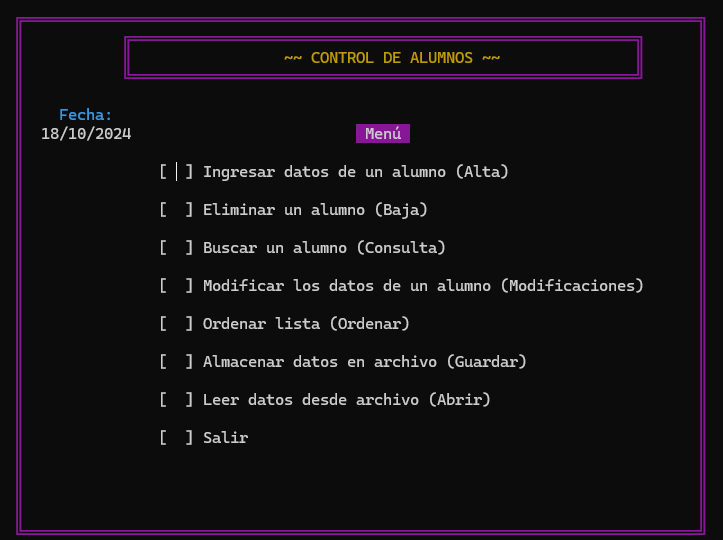 ~~ CONTROL DE ALUMNOS ~~
Fecha:
18/10/2024
Menú
[ ] Ingresar datos de un alumno (Alta)
[ ] Eliminar un alumno (Baja)
[ ] Buscar un alumno (Consulta)
[ ] Modificar los datos de un alumno (Modificaciones)
[ ] Ordenar lista (Ordenar)
[ ] Almacenar datos en archivo (Guardar)
[ ] Leer datos desde archivo (Abrir)
[ ] Salir